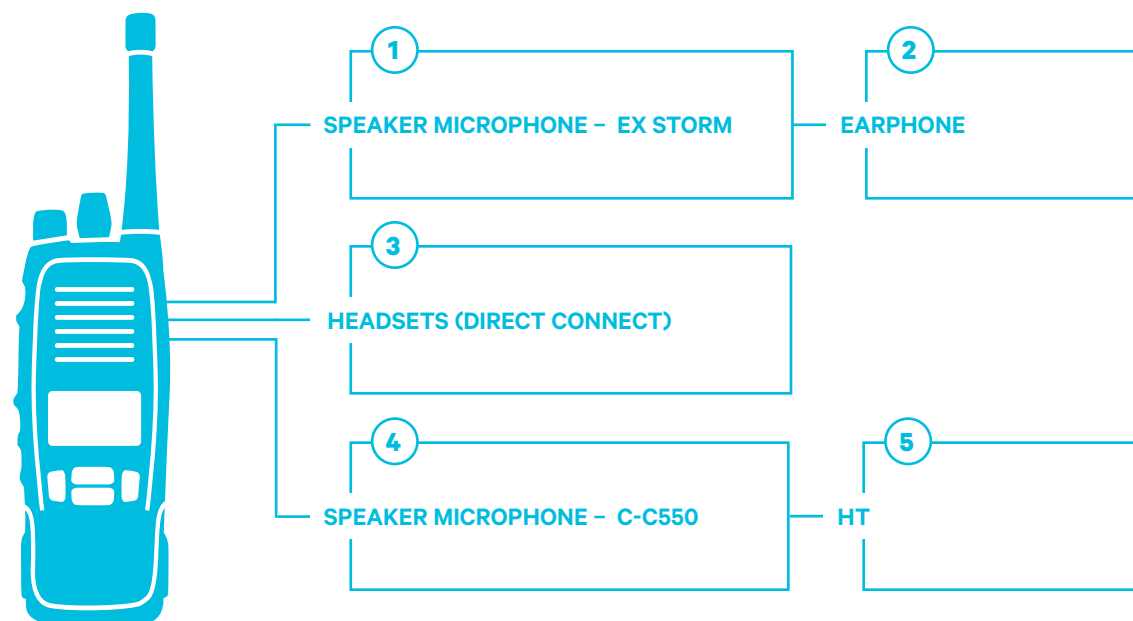 1
2
SPEAKER MICROPHONE – EX STORM
EARPHONE
3
HEADSETS (DIRECT CONNECT)
4
5
SPEAKER MICROPHONE – C-C550
HT